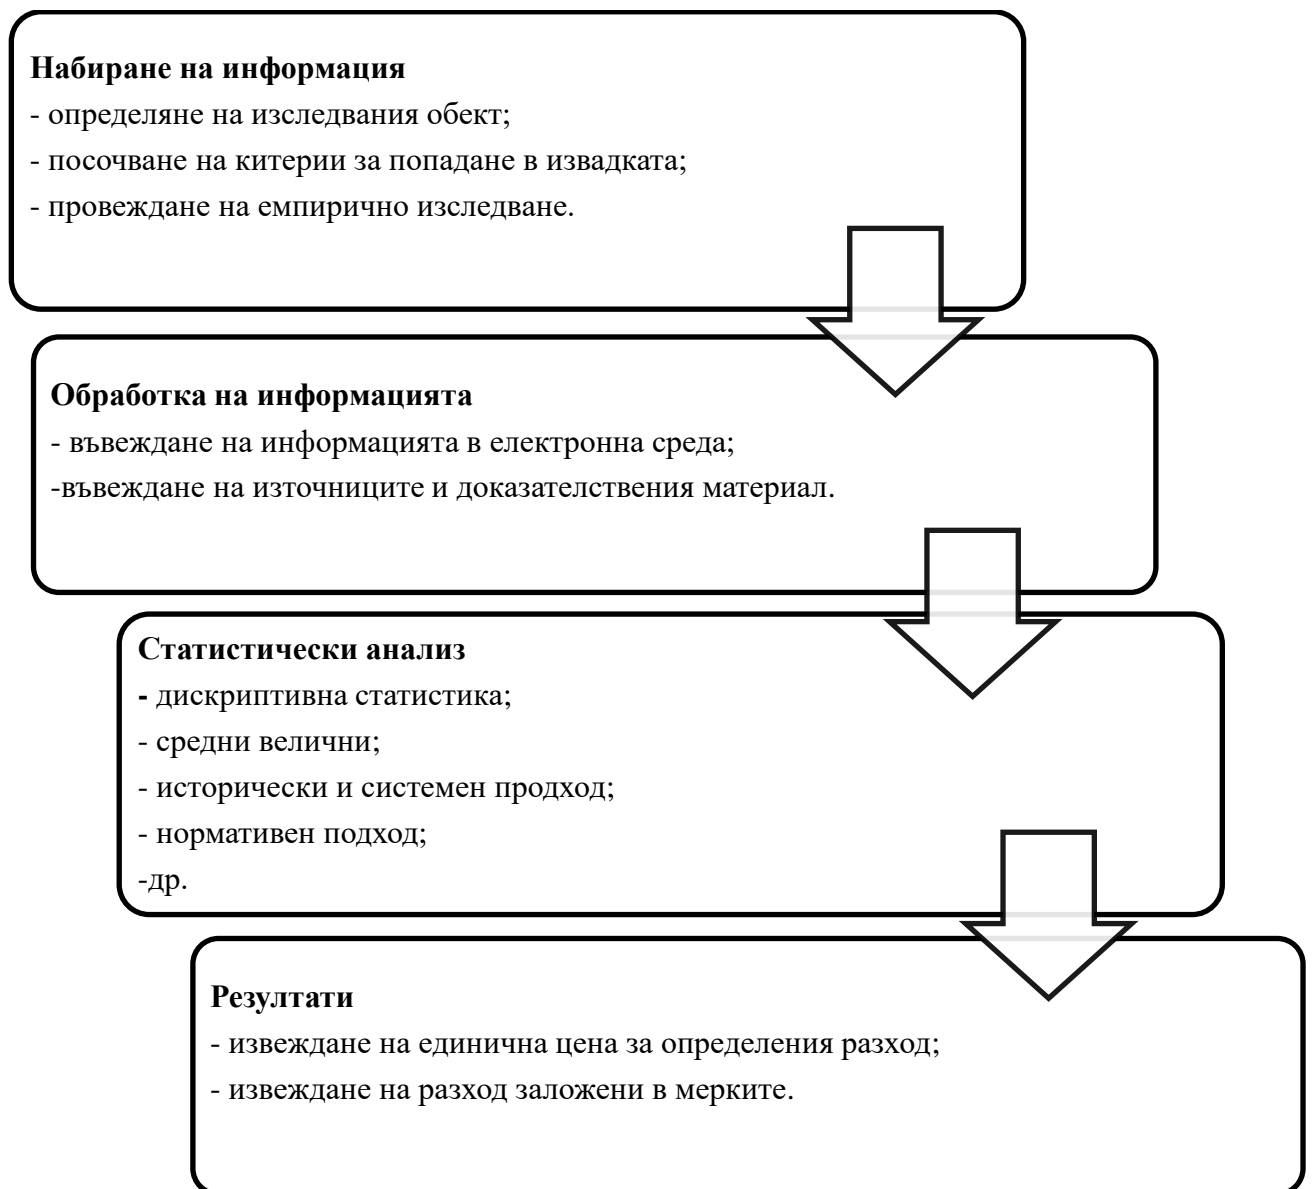 Набиране на информация
- определяне на изследвания обект;
- посочване на китерии за попадане в извадката;
- провеждане на емпирично изследване.
Обработка на информацията
- въвеждане на информацията в електронна среда;
-въвеждане на източниците и доказателствения материал.
Статистически анализ
- дискриптивна статистика;
- средни велични;
- исторически и системен продход;
- нормативен подход;
-др.
Резултати
- извеждане на единична цена за определения разход;
- извеждане на разход заложени в мерките.